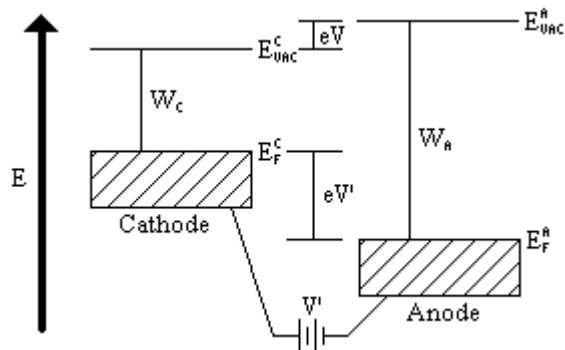 E
W_C
Cathode
E^C_VAC
eV
E^A_VAC
E^C_F
eV'
W_A
E^A_F
V'
Anode